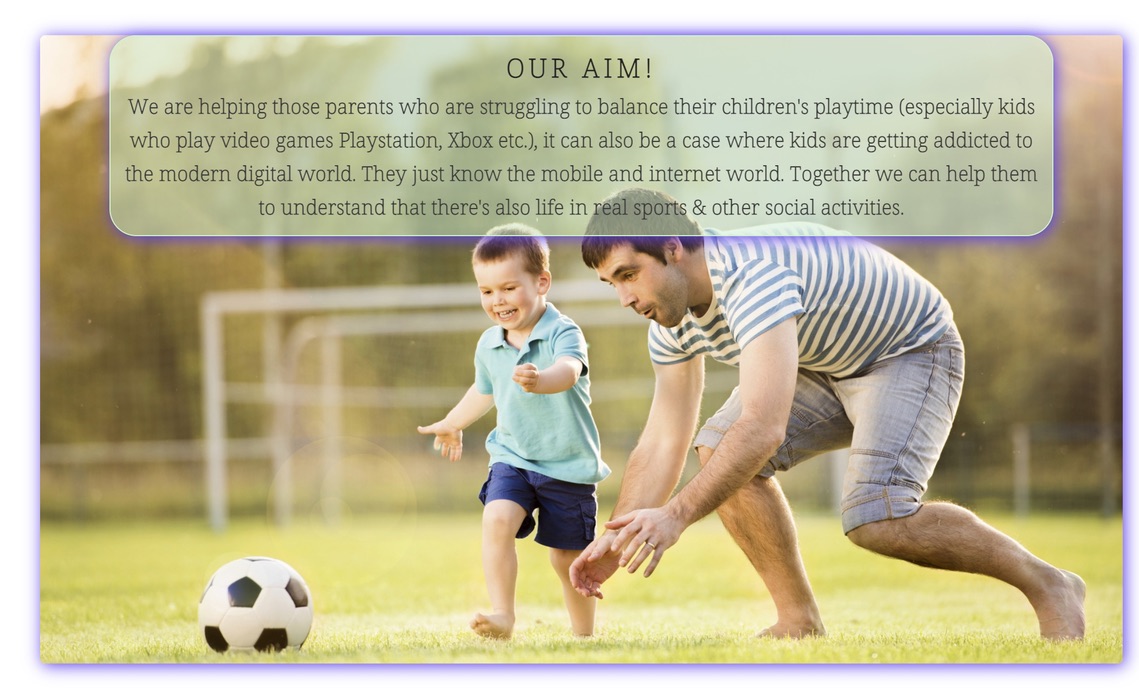 OUR AIM!
We are helping those parents who are struggling to balance their children's playtime (especially kids
who play video games Playstation, Xbox etc.), it can also be a case where kids are getting addicted to
the modern digital world. They just know the mobile and internet world. Together we can help them
to understand that there's also life in real sports & other social activities.